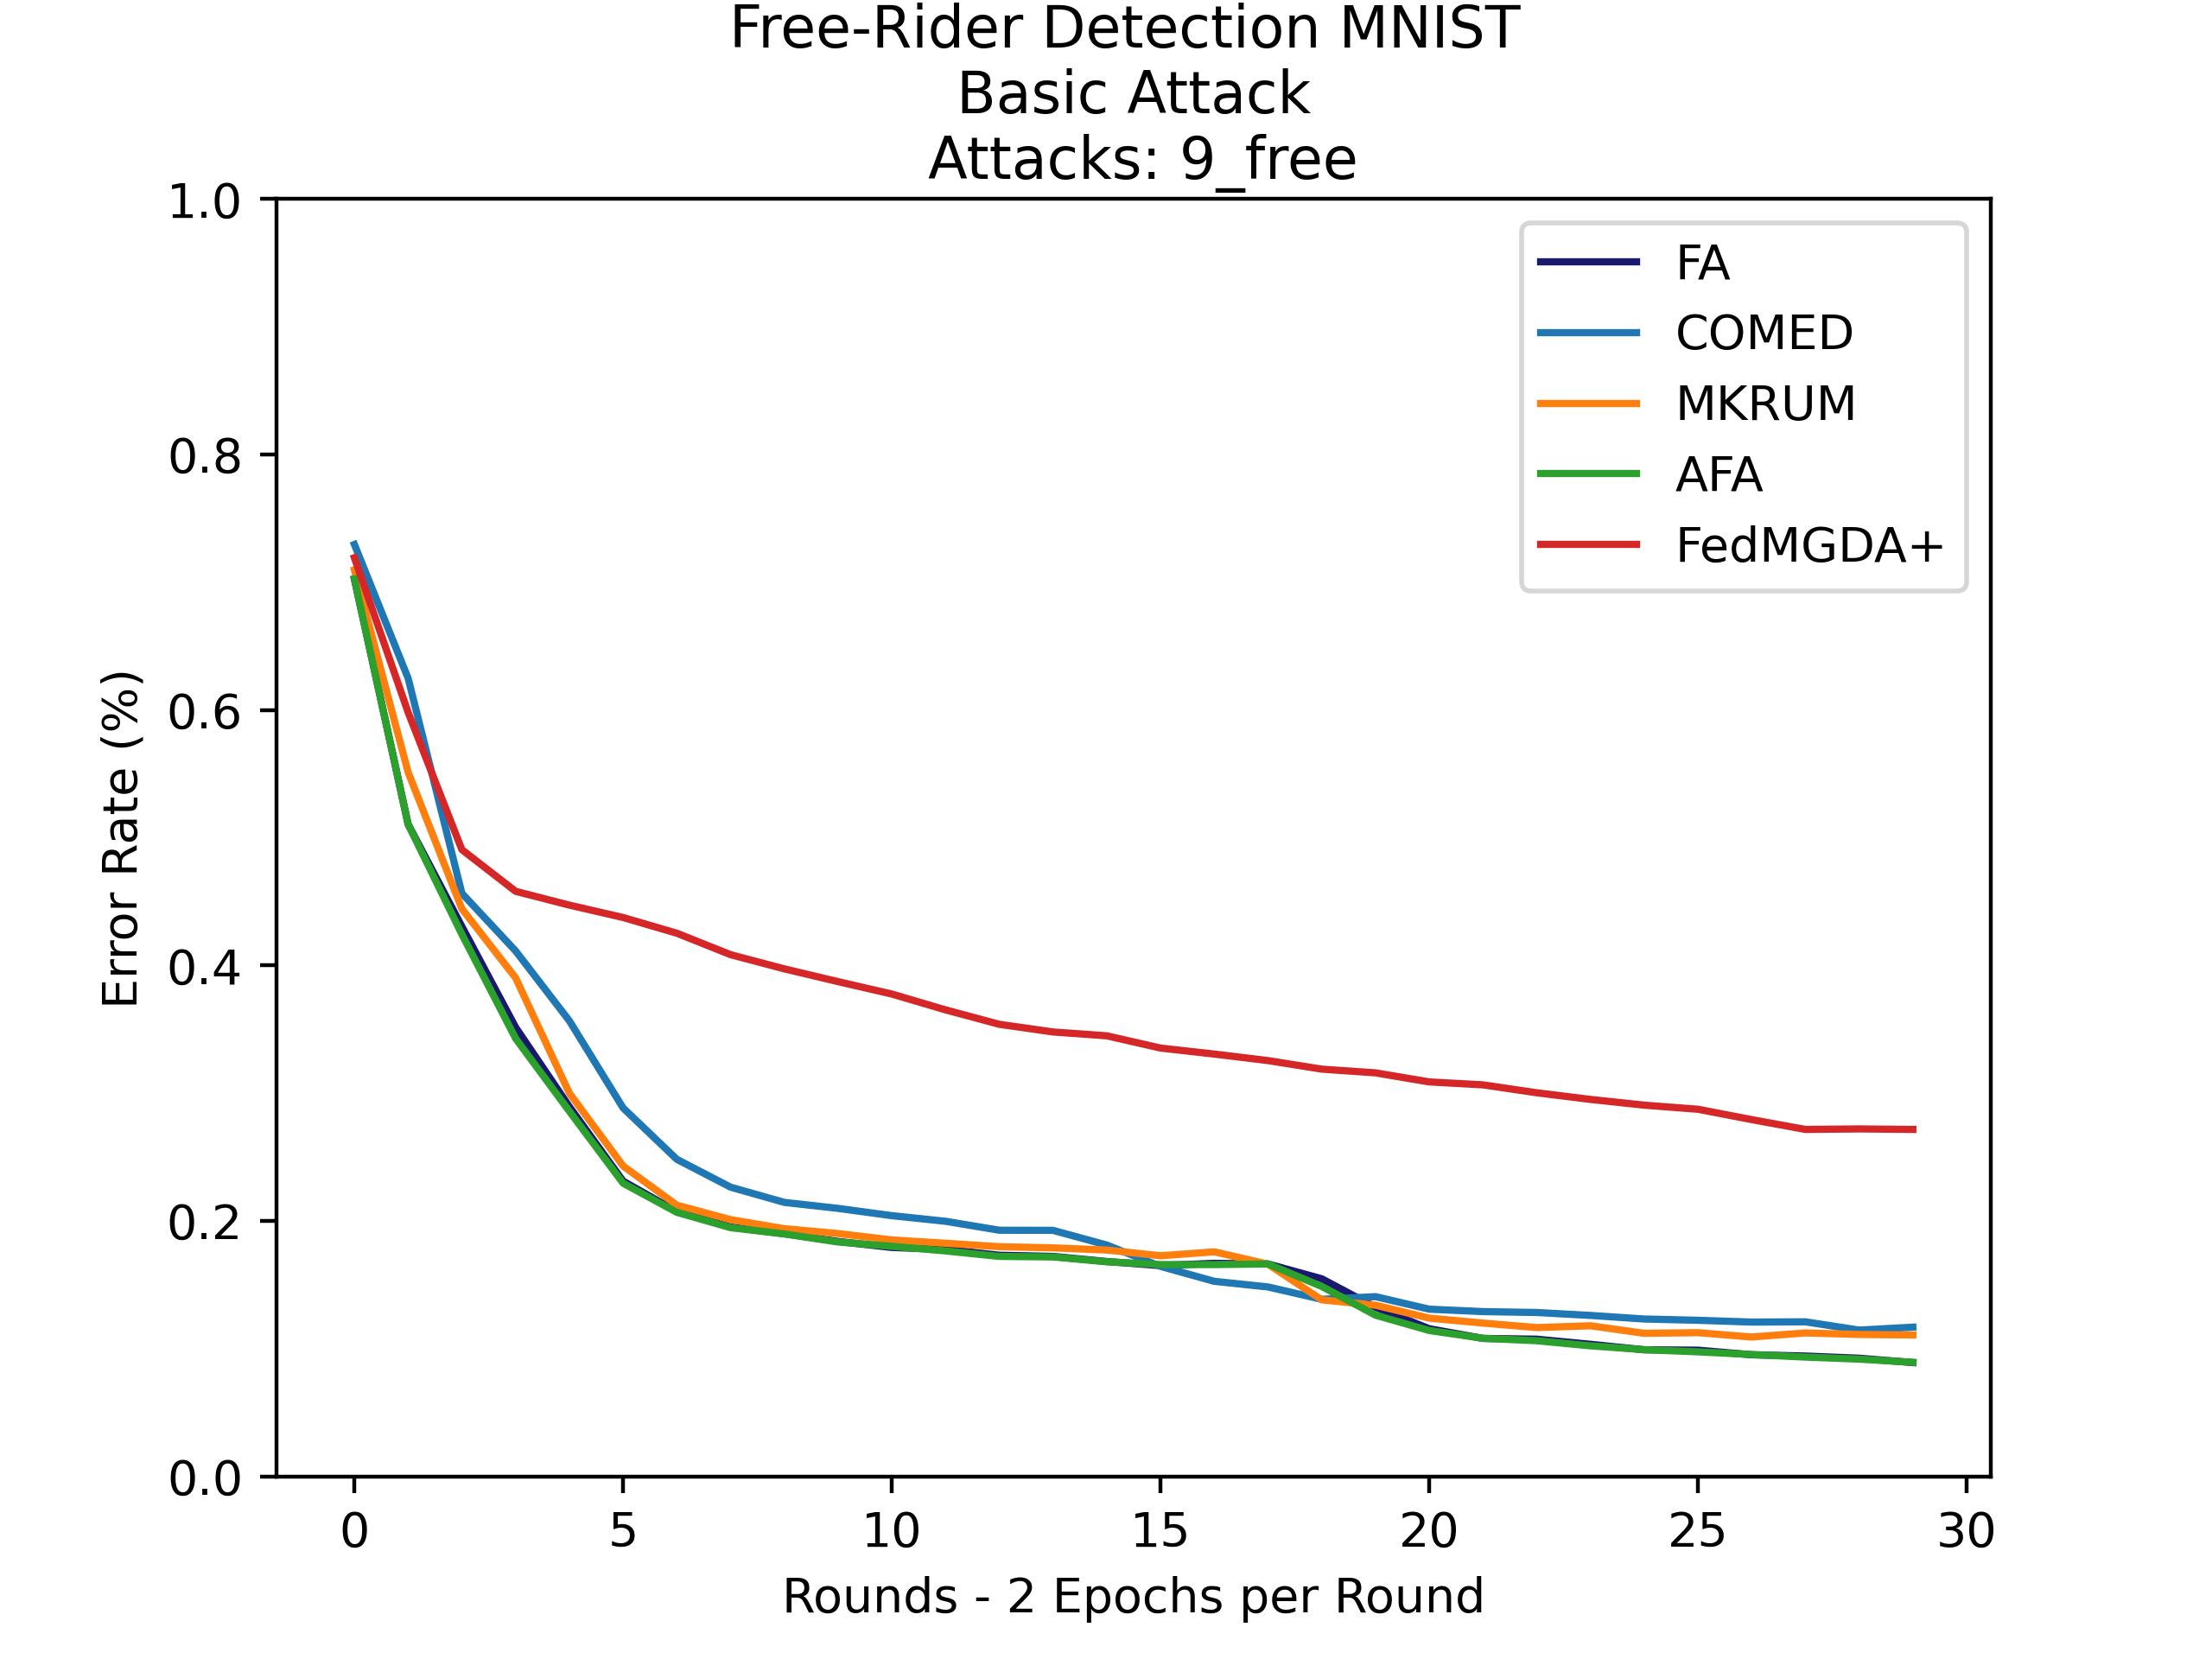 Free-Rider Detection MNIST
Basic Attack
Attacks: 9_free
1.0
0.8
0.6
0.4
0.2
0.0
Error Rate (%)
FA
COMED
MKRUM
AFA
FedMGDA+
0 5 10 15 20 25 30
Rounds - 2 Epochs per Round